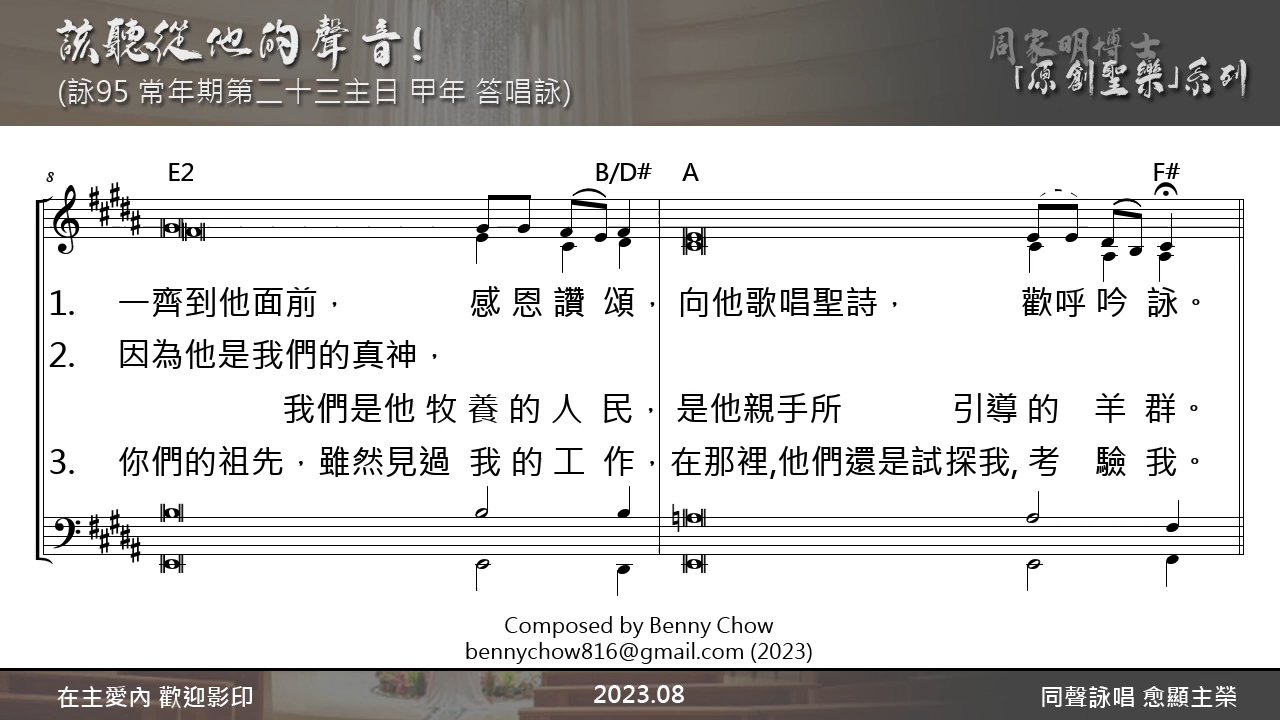 該聽從他的聲音!
(詠95 常年期第二十三主日 甲年 答唱詠)
周家明博士
「原創聖樂」系列
8
E2 B/D# A F#
1. 一齊到他面前， 感恩讚頌，向他歌唱聖詩， 歡呼吟詠。
2. 因為他是我們的真神，
我們是他牧養的人民，是他親手所 引導的羊群。
3. 你們的祖先，雖然見過我的工作，在那裡,他們還是試探我,考驗我。
Composed by Benny Chow
bennychow816@gmail.com (2023)
在主愛內 歡迎影印
2023.08
同聲詠唱 愈顯主榮